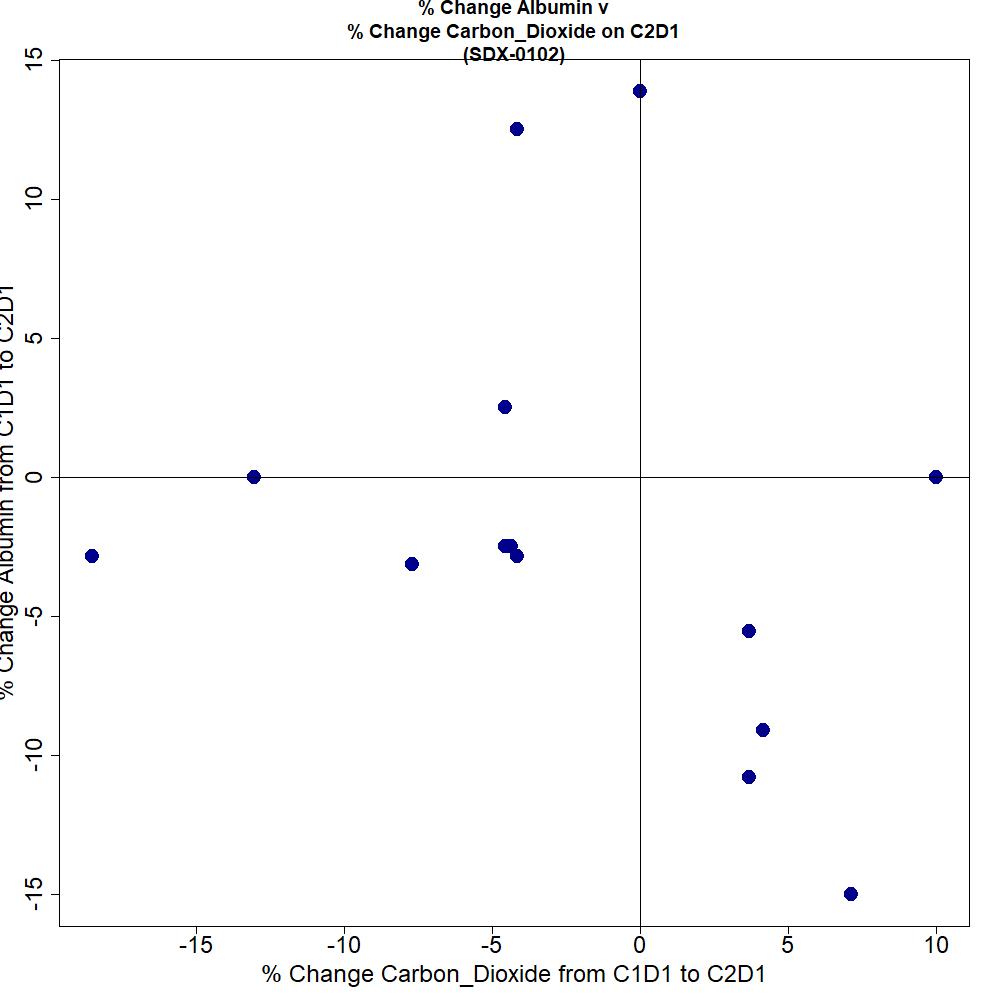 % Change Albumin v
% Change Carbon_Dioxide on C2D1
(SDX-0102)
15
10
5
0
-5
-10
-15
% Change Albumin from C1D1 to C2D1
-15
-10
-5
0
5
10
% Change Carbon_Dioxide from C1D1 to C2D1